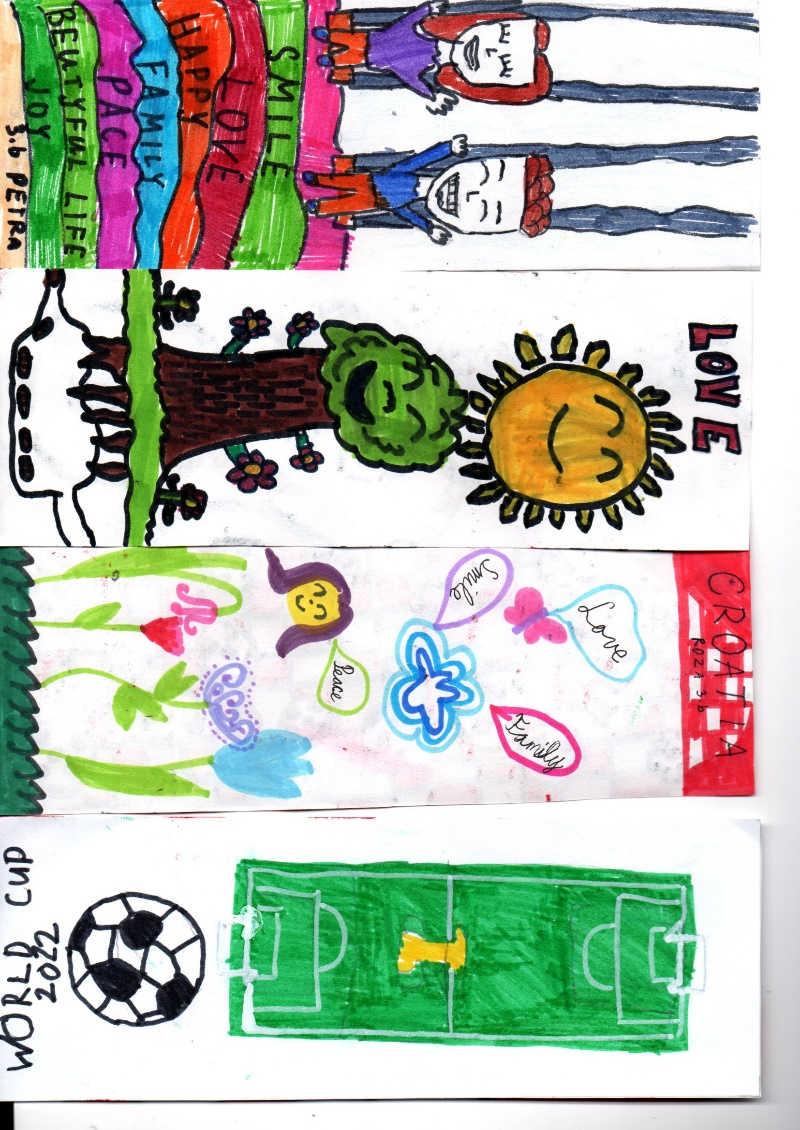 SMILE
LOVE
HAPPY
FAMILY
PACE
BEUTYFUL LIFE
JOY
3.b PETRA
LOVE
CROATIA
ROZA 3.b
Love
Smile
Family
Peace
WORLD CUP
2022